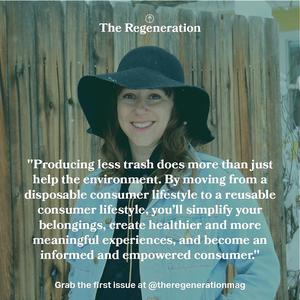 The Regeneration
"Producing less trash does more than just
help the environment. By moving from a
disposable consumer lifestyle to a reusable
consumer lifestyle, you'll simplify your
belongings, create healthier and more
meaningful experiences, and become an
informed and empowered consumer."
Grab the first issue at @theregenerationmag